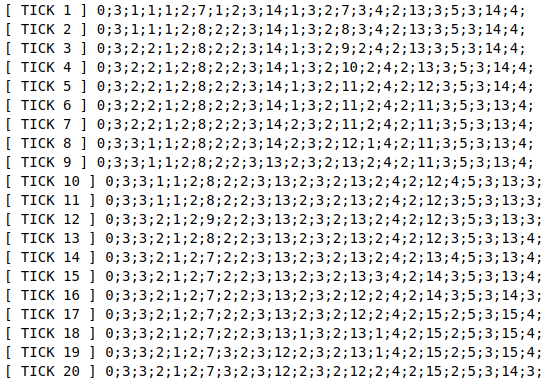 [ TICK 1 ] 0;3;1;1;1;2;7;1;2;3;14;1;3;2;7;3;4;2;13;3;5;3;14;4;
[ TICK 2 ] 0;3;1;1;1;2;8;2;2;3;14;1;3;2;8;3;4;2;13;3;5;3;14;4;
[ TICK 3 ] 0;3;2;2;1;2;8;2;2;3;14;1;3;2;9;2;4;2;13;3;5;3;14;4;
[ TICK 4 ] 0;3;2;2;1;2;8;2;2;3;14;1;3;2;10;2;4;2;13;3;5;3;14;4;
[ TICK 5 ] 0;3;2;2;1;2;8;2;2;3;14;1;3;2;11;2;4;2;12;3;5;3;14;4;
[ TICK 6 ] 0;3;2;2;1;2;8;2;2;3;14;1;3;2;11;2;4;2;11;3;5;3;13;4;
[ TICK 7 ] 0;3;2;2;1;2;8;2;2;3;14;2;3;2;11;2;4;2;11;3;5;3;13;4;
[ TICK 8 ] 0;3;3;1;1;2;8;2;2;3;14;2;3;2;12;1;4;2;11;3;5;3;13;4;
[ TICK 9 ] 0;3;3;1;1;2;8;2;2;3;13;2;3;2;13;2;4;2;11;3;5;3;13;4;
[ TICK 10 ] 0;3;3;1;1;2;8;2;2;3;13;2;3;2;13;2;4;2;12;4;5;3;13;3;
[ TICK 11 ] 0;3;3;1;1;2;8;2;2;3;13;2;3;2;13;2;4;2;12;3;5;3;13;3;
[ TICK 12 ] 0;3;3;2;1;2;9;2;2;3;13;2;3;2;13;2;4;2;12;3;5;3;13;3;
[ TICK 13 ] 0;3;3;2;1;2;8;2;2;3;13;2;3;2;13;2;4;2;12;3;5;3;13;4;
[ TICK 14 ] 0;3;3;2;1;2;7;2;2;3;13;2;3;2;13;2;4;2;13;4;5;3;13;4;
[ TICK 15 ] 0;3;3;2;1;2;7;2;2;3;13;2;3;2;13;3;4;2;14;3;5;3;13;4;
[ TICK 16 ] 0;3;3;2;1;2;7;2;2;3;13;2;3;2;12;2;4;2;14;3;5;3;14;3;
[ TICK 17 ] 0;3;3;2;1;2;7;2;2;3;13;2;3;2;12;2;4;2;15;2;5;3;15;4;
[ TICK 18 ] 0;3;3;2;1;2;7;2;2;3;13;1;3;2;13;1;4;2;15;2;5;3;15;4;
[ TICK 19 ] 0;3;3;2;1;2;7;3;2;3;12;2;3;2;13;1;4;2;15;2;5;3;15;4;
[ TICK 20 ] 0;3;3;2;1;2;7;3;2;3;12;2;3;2;12;2;4;2;15;2;5;3;14;3;